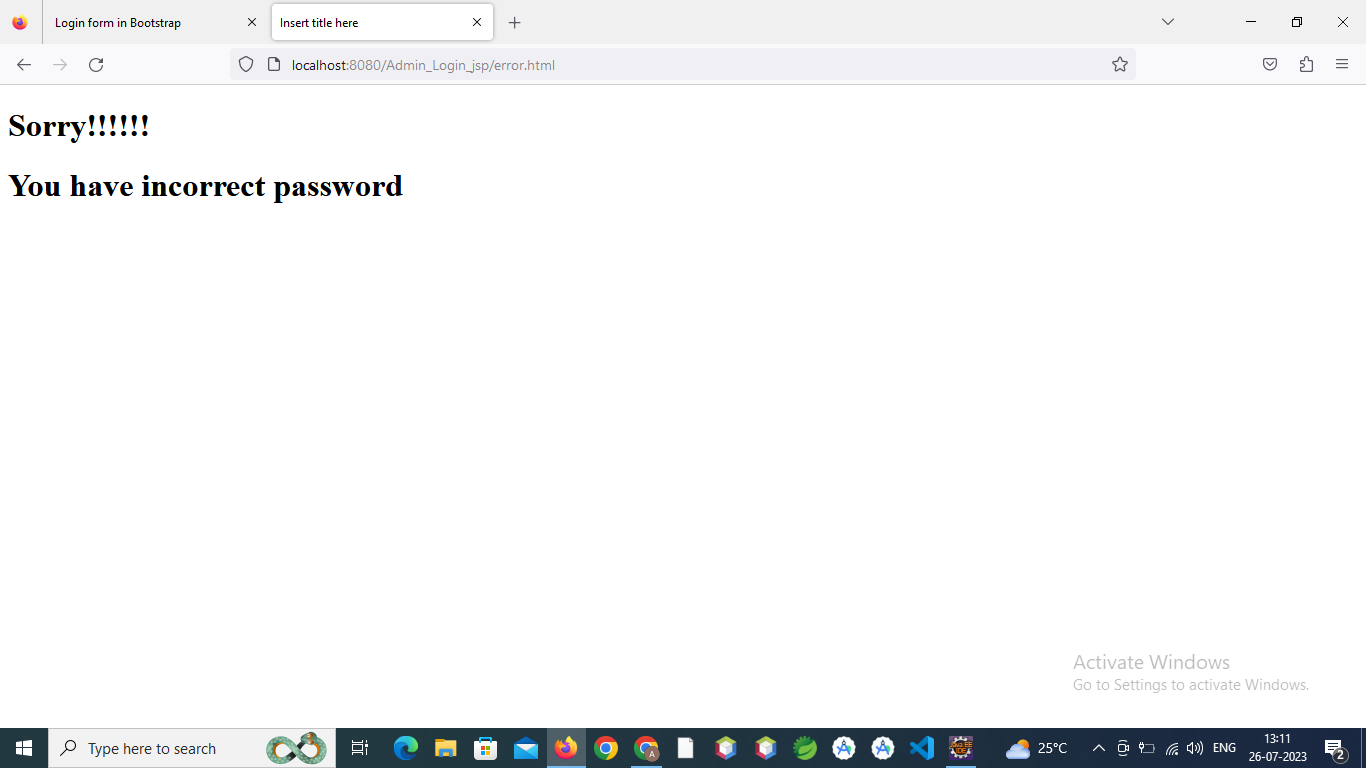 Login form in Bootstrap
Insert title here
localhost:8080/Admin_Login_jsp/error.html
Sorry!!!!!!
You have incorrect password
Activate Windows
Go to Settings to activate Windows.
Type here to search
25°C
ENG
13:11
26-07-2023
2